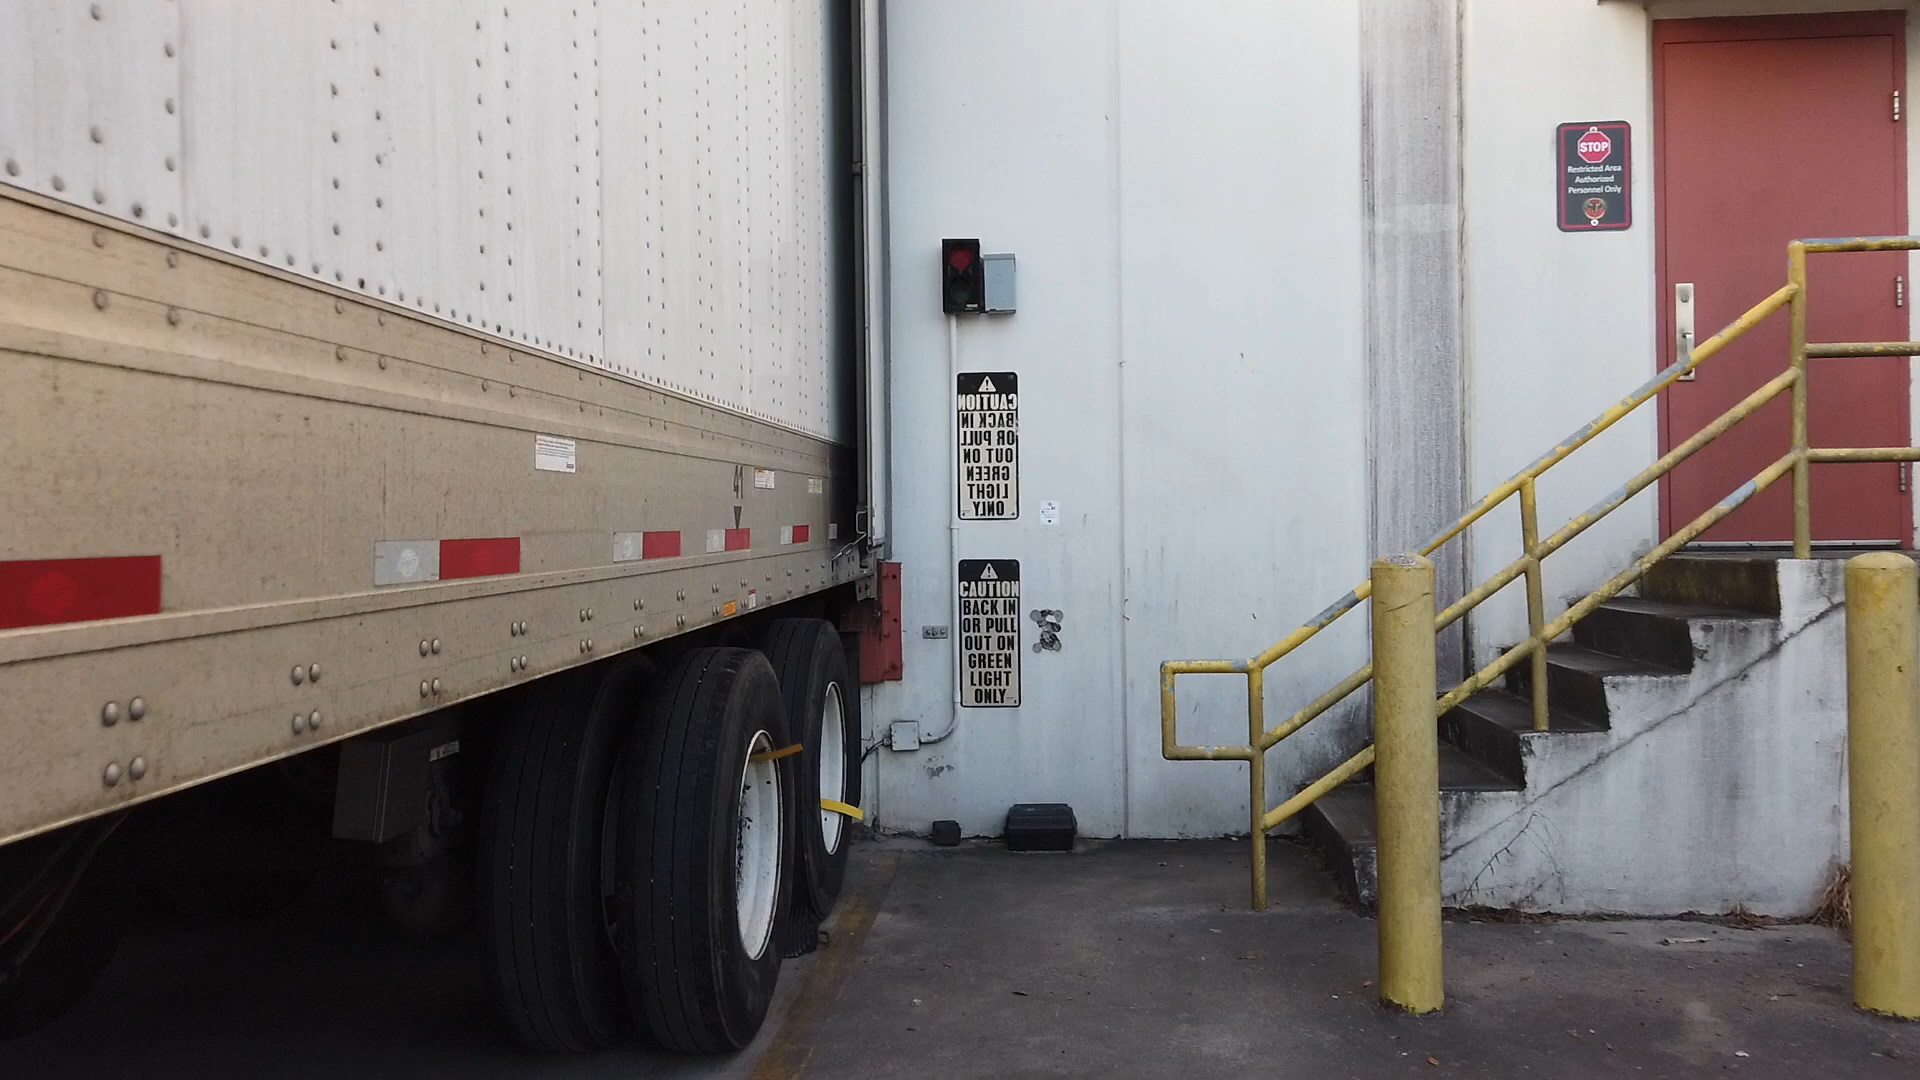 STOP
Restricted Area
Authorized
Personnel Only
CAUTION
BACK IN
OR PULL
OUT ON
GREEN
LIGHT
ONLY
41
CAUTION
BACK IN
OR PULL
OUT ON
GREEN
LIGHT
ONLY